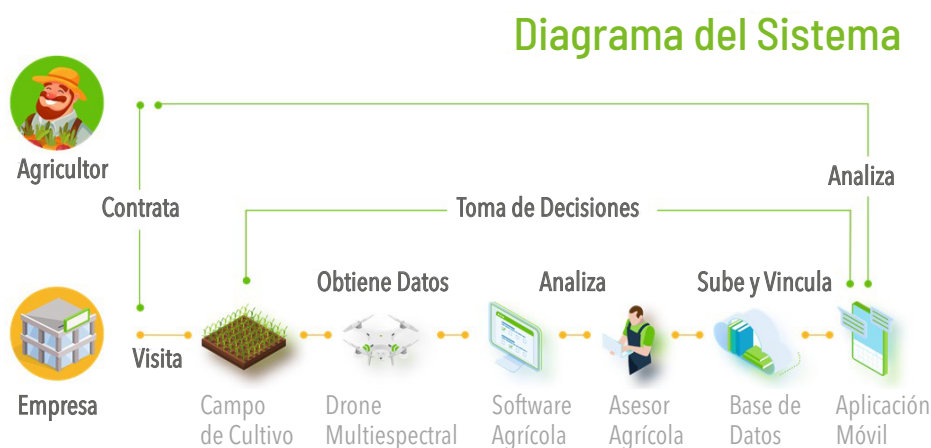 Diagrama del Sistema
Agricultor
Analiza
Contrata
Toma de Decisiones
Obtiene Datos
Analiza
Sube y Vincula
Visita
Empresa
Campo
de Cultivo
Drone
Multiespectral
Software
Agrícola
Asesor
Agrícola
Base de
Datos
Aplicación
Móvil